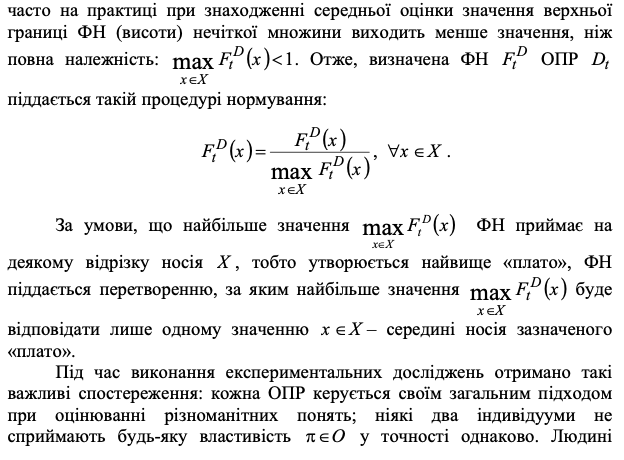 часто на практиці при знаходженні середньої оцінки значення верхньої
границі ФН (висоти) нечіткої множини виходить менше значення, ніж
повна належність: max F_t^D(x)<1. Отже, визначена ФН F_t^D ОПР D_t
x∈X
піддається такій процедурі нормування:
F_t^D(x) = F_t^D(x) / max F_t^D(x), ∀x ∈ X .
x∈X
За умови, що найбільше значення max F_t^D(x) ФН приймає на
x∈X
деякому відрізку носія X, тобто утворюється найвище «плато», ФН
піддається перетворенню, за яким найбільше значення max F_t^D(x) буде
x∈X
відповідати лише одному значенню x ∈ X – середині носія зазначеного
«плато».
Під час виконання експериментальних досліджень отримано такі
важливі спостереження: кожна ОПР керується своїм загальним підходом
при оцінюванні різноманітних понять; ніякі два індивідууми не
сприймають будь-яку властивість π∈O у точності однаково. Людині